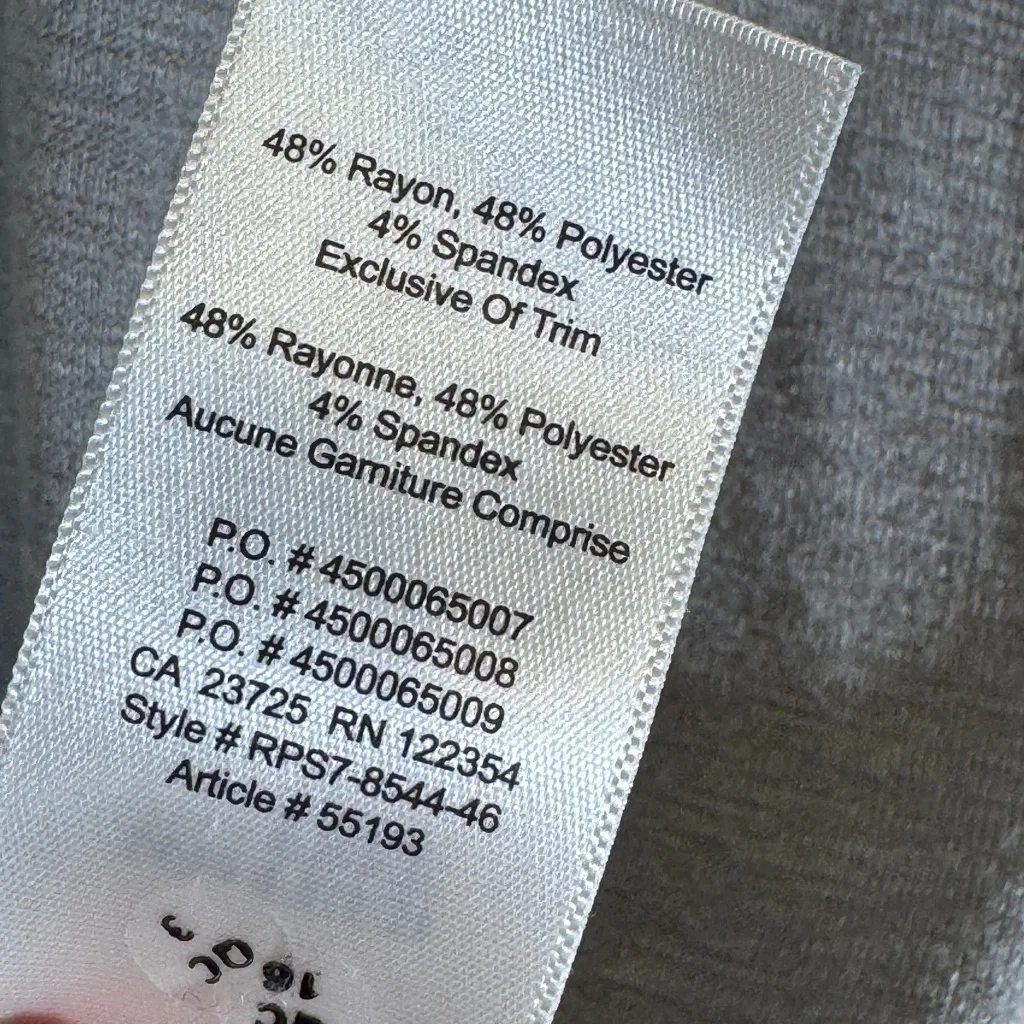 48% Rayon, 48% Polyester
4% Spandex
Exclusive Of Trim
48% Rayonne, 48% Polyester
4% Spandex
Aucune Garniture Comprise
P.O. # 4500065007
P.O. # 4500065008
P.O. # 4500065009
CA 23725 RN 122354
Style # RPS7-8544-46
Article # 55193